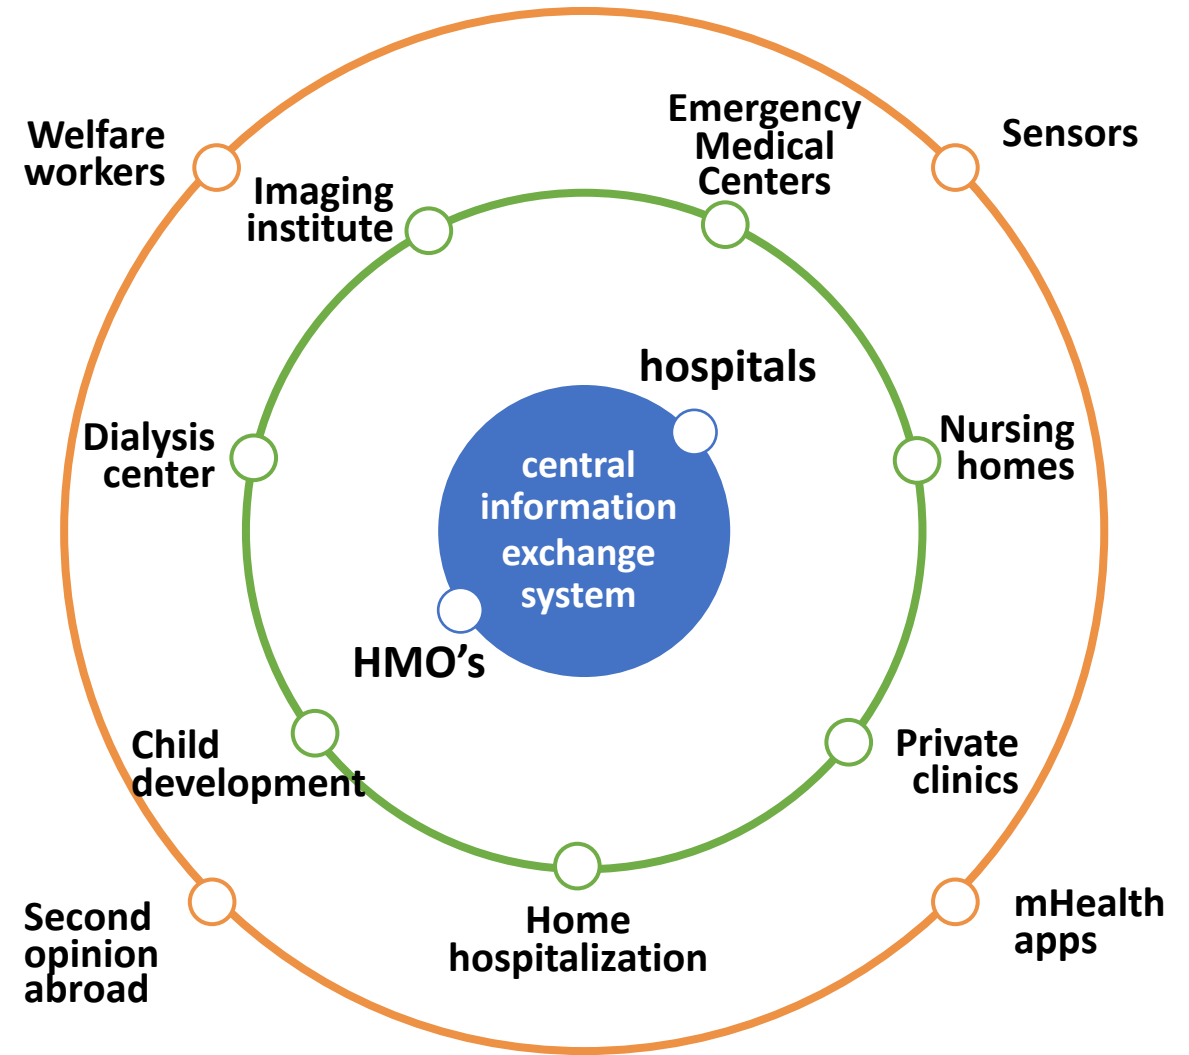 Welfare
workers
Emergency
Medical
Centers
Sensors
Imaging
institute
hospitals
Dialysis
center
Nursing
homes
central
information
exchange
system
HMO’s
Child
development
Private
clinics
Second
opinion
abroad
Home
hospitalization
mHealth
apps